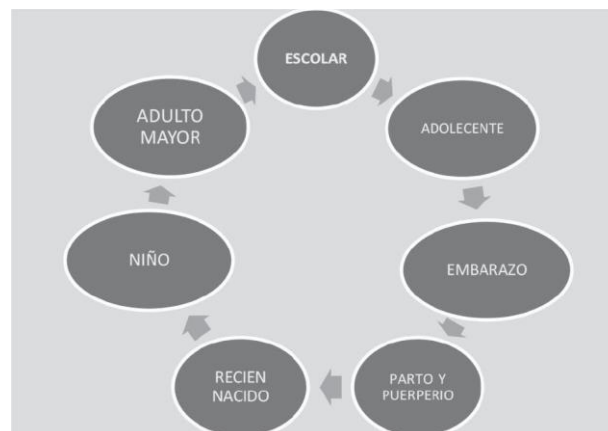 ESCOLAR
ADOLECENTE
EMBARAZO
PARTO Y
PUERPERIO
RECIEN
NACIDO
NIÑO
ADULTO
MAYOR